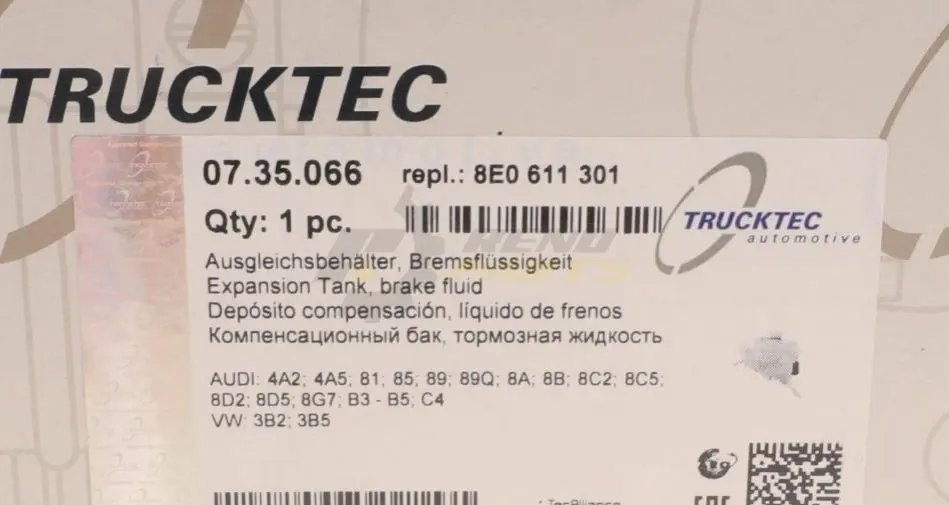 TRUCKTEC
07.35.066 repl.: 8E0 611 301
Qty: 1 pc.
TRUCKTEC
automotive
RENO
PARTS
Ausgleichsbehälter, Bremsflüssigkeit
Expansion Tank, brake fluid
Depósito compensación, líquido de frenos
Компенсационный бак, тормозная жидкость
AUDI: 4A2; 4A5; 81; 85; 89; 89Q; 8A; 8B; 8C2; 8C5;
8D2; 8D5; 8G7; B3 - B5; C4
VW: 3B2; 3B5